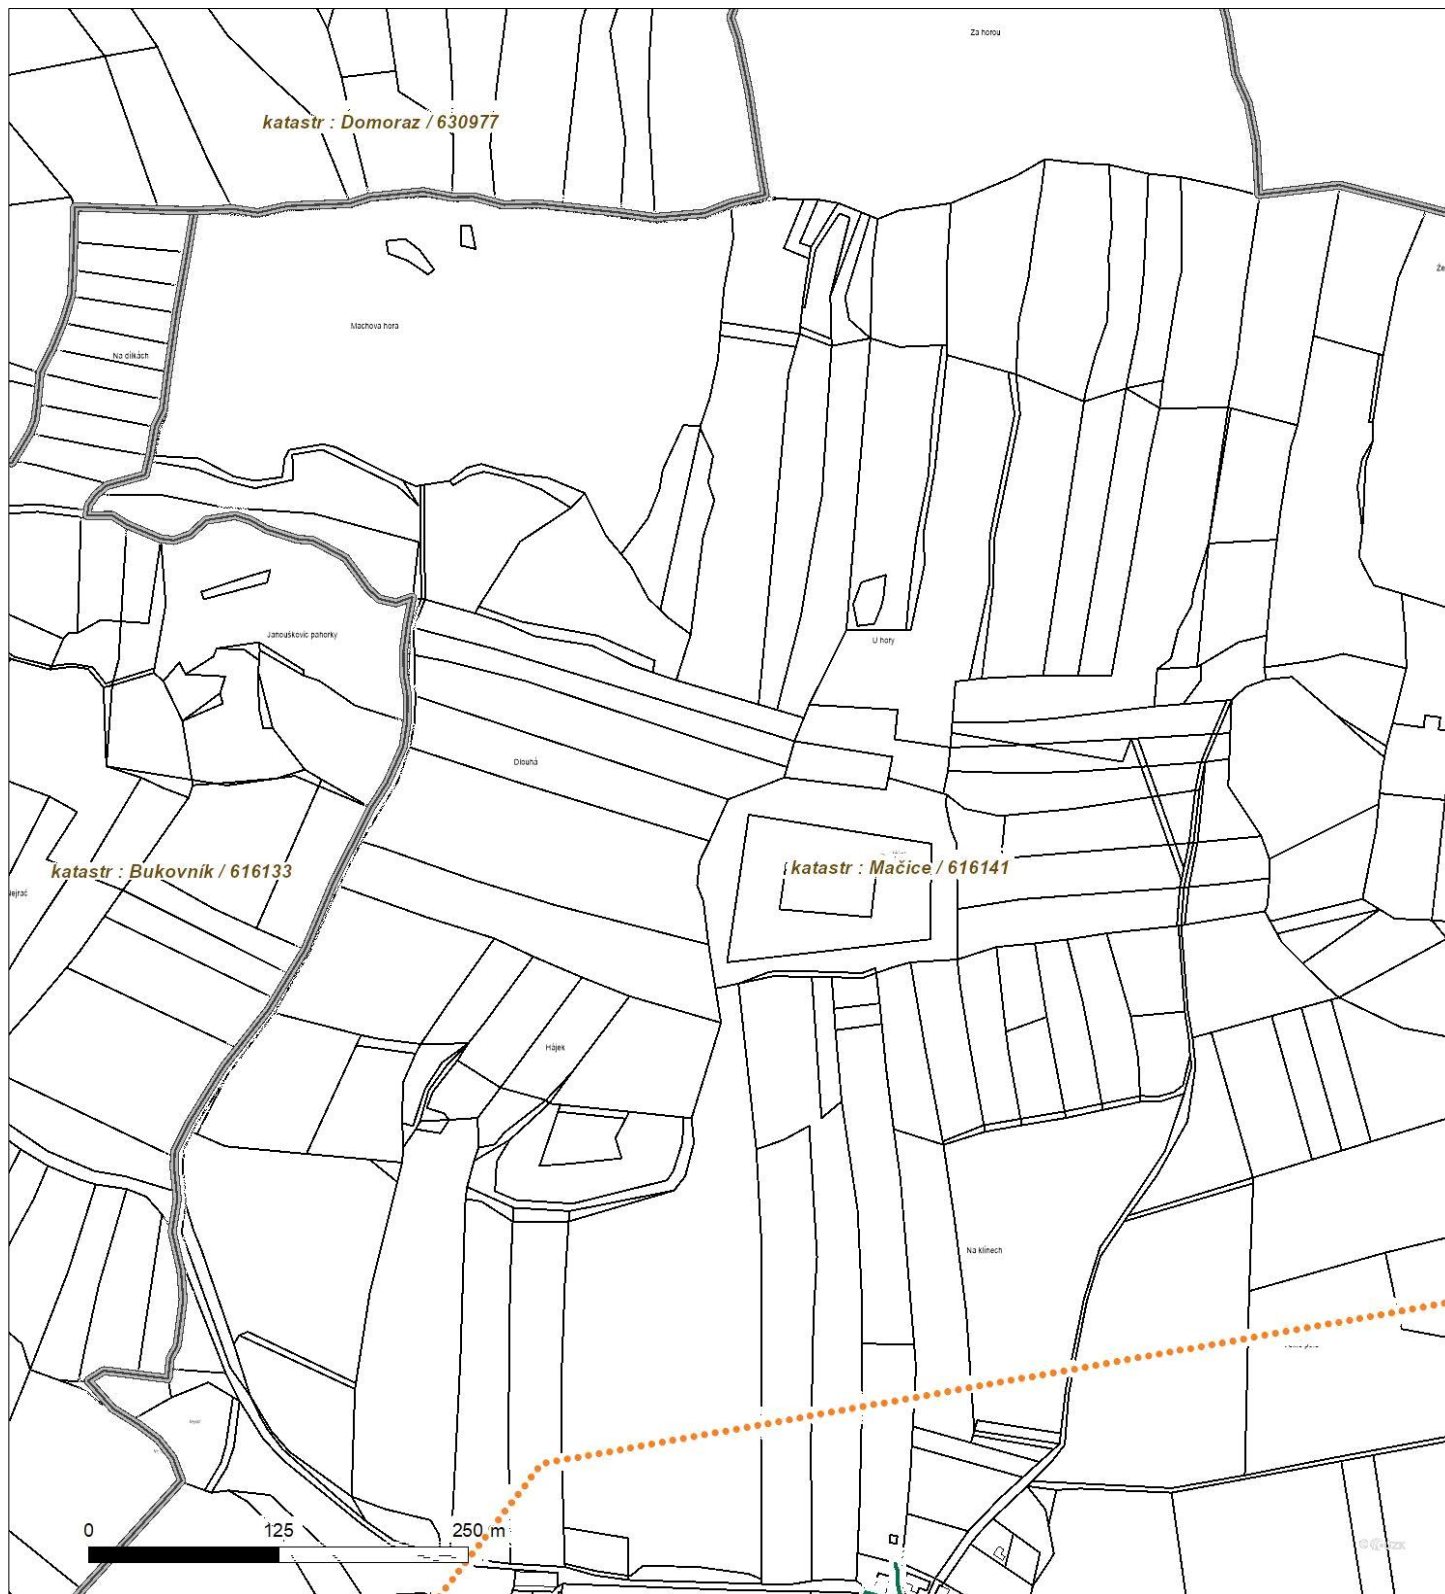 Za horou
katastr : Domoraz / 630977
Machova hora
Na dílkách
Janouškovic pahorky
U hory
Dlouhá
katastr : Bukovník / 616133
katastr : Mačice / 616141
Hájek
Na klínech
0 125 250 m